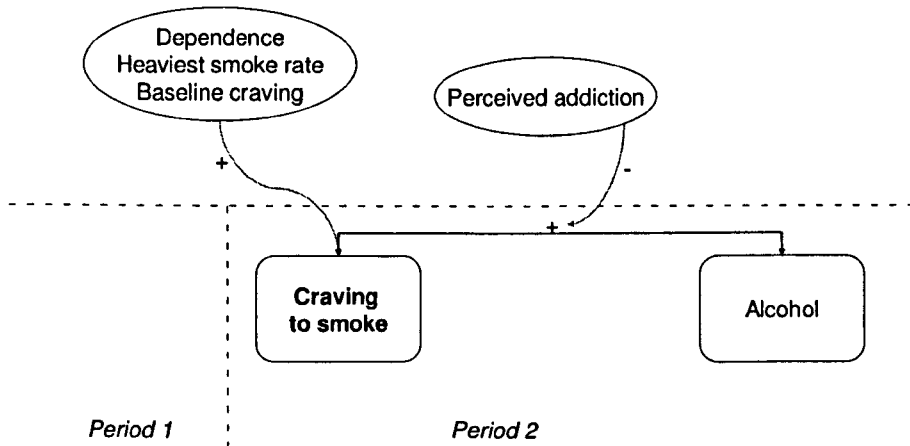 Dependence
Heaviest smoke rate
Baseline craving
Perceived addiction
+
-
+
Craving
to smoke
Alcohol
Period 1
Period 2